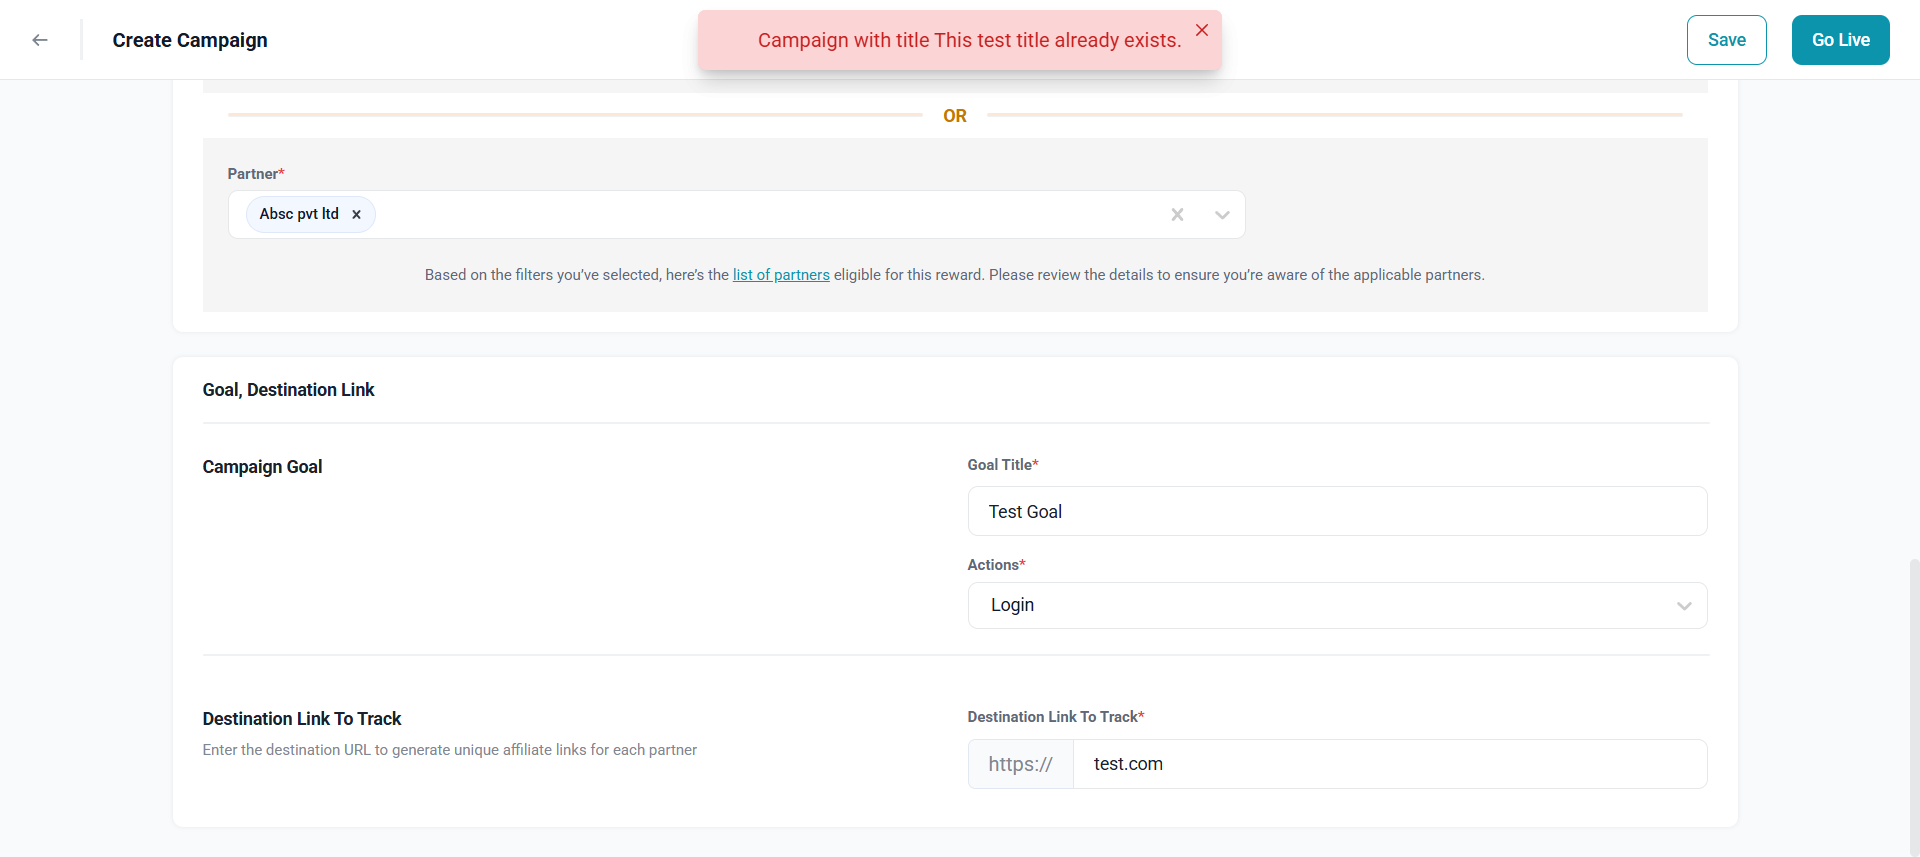 Create Campaign
Campaign with title This test title already exists.
Save
Go Live
OR
Partner*
Absc pvt ltd
Based on the filters you’ve selected, here’s the list of partners eligible for this reward. Please review the details to ensure you’re aware of the applicable partners.
Goal, Destination Link
Campaign Goal
Goal Title*
Test Goal
Actions*
Login
Destination Link To Track
Enter the destination URL to generate unique affiliate links for each partner
Destination Link To Track*
https:// test.com